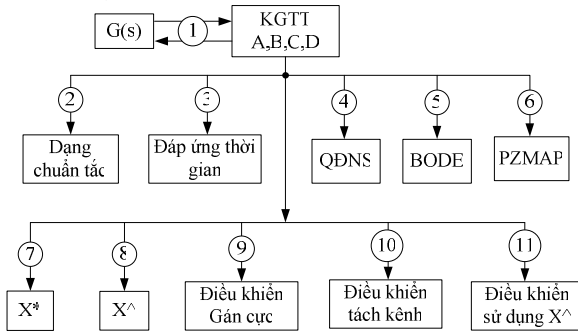 G(s)
1
KGTT
A,B,C,D
2
3
4
5
6
Dạng
chuẩn tắc
Đáp ứng thời
gian
QĐNS
BODE
PZMAP
7
8
9
10
11
X*
X^
Điều khiển
Gán cực
Điều khiển
tách kênh
Điều khiển
sử dụng X^